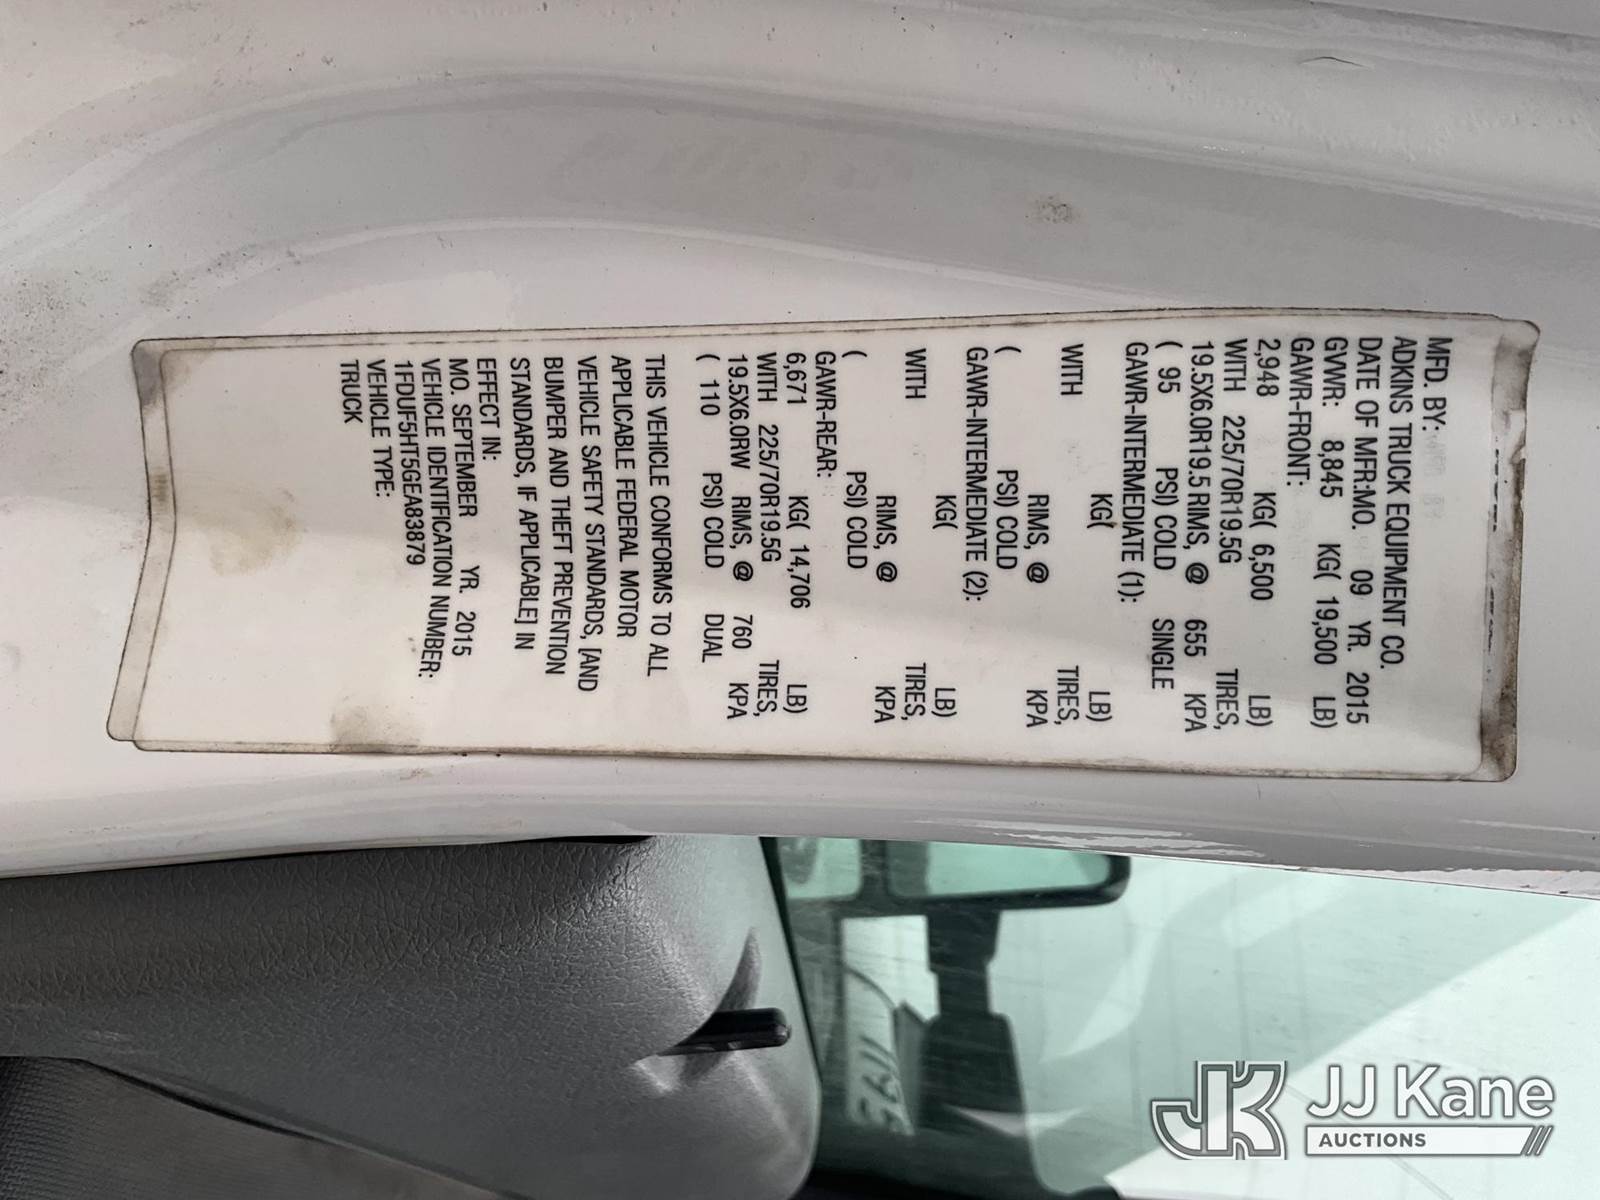 MFD. BY:
ADKINS TRUCK EQUIPMENT CO.
DATE OF MFR:MO. 09 YR. 2015
GVWR: 8,845 KG( 19,500 LB)
GAWR-FRONT:
2,948 KG( 6,500 LB)
WITH 225/70R19.5G TIRES,
19.5X6.0R19.5 RIMS, @ 655 KPA
( 95 PSI) COLD SINGLE
GAWR-INTERMEDIATE (1):
KG( LB)
WITH TIRES,
RIMS, @ KPA
( PSI) COLD
GAWR-INTERMEDIATE (2):
KG( LB)
WITH TIRES,
RIMS, @ KPA
( PSI) COLD
GAWR-REAR:
6,671 KG( 14,706 LB)
WITH 225/70R19.5G TIRES,
19.5X6.0RW RIMS, @ 760 KPA
( 110 PSI) COLD DUAL
THIS VEHICLE CONFORMS TO ALL
APPLICABLE FEDERAL MOTOR
VEHICLE SAFETY STANDARDS, [AND
BUMPER AND THEFT PREVENTION
STANDARDS, IF APPLICABLE] IN
EFFECT IN:
MO. SEPTEMBER YR. 2015
VEHICLE IDENTIFICATION NUMBER:
1FDUF5HT5GEA83879
VEHICLE TYPE:
TRUCK
JJ Kane
AUCTIONS